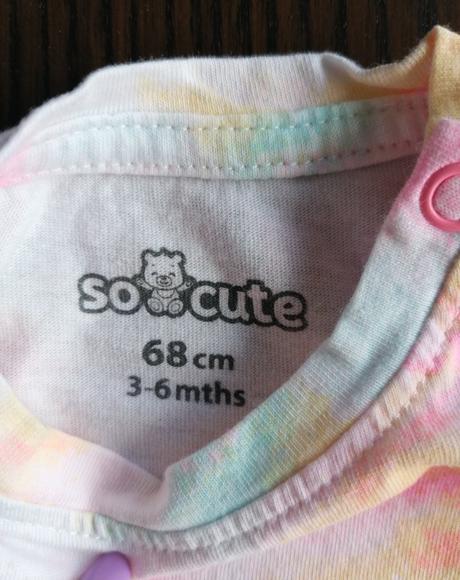 so cute
68 cm
3-6 mths